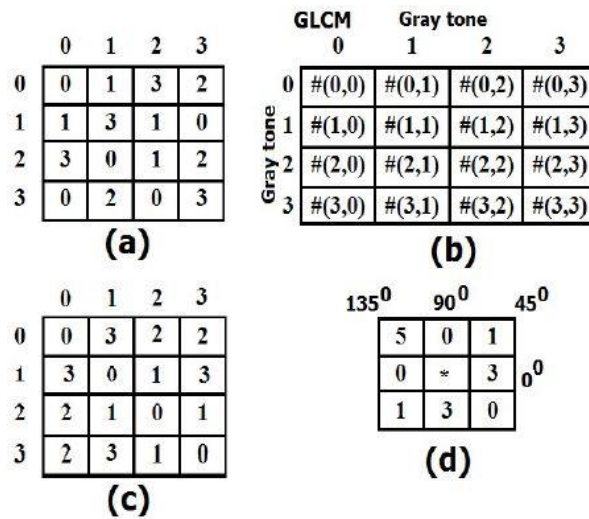 0 1 2 3
0 0 1 3 2
1 1 3 1 0
2 3 0 1 2
3 0 2 0 3
(a)
GLCM Gray tone
0 1 2 3
Gray tone
0 #(0,0) #(0,1) #(0,2) #(0,3)
1 #(1,0) #(1,1) #(1,2) #(1,3)
2 #(2,0) #(2,1) #(2,2) #(2,3)
3 #(3,0) #(3,1) #(3,2) #(3,3)
(b)
0 1 2 3
0 0 3 2 2
1 3 0 1 3
2 2 1 0 1
3 2 3 1 0
(c)
135⁰ 90⁰ 45⁰
5 0 1
0 * 3 0⁰
1 3 0
(d)